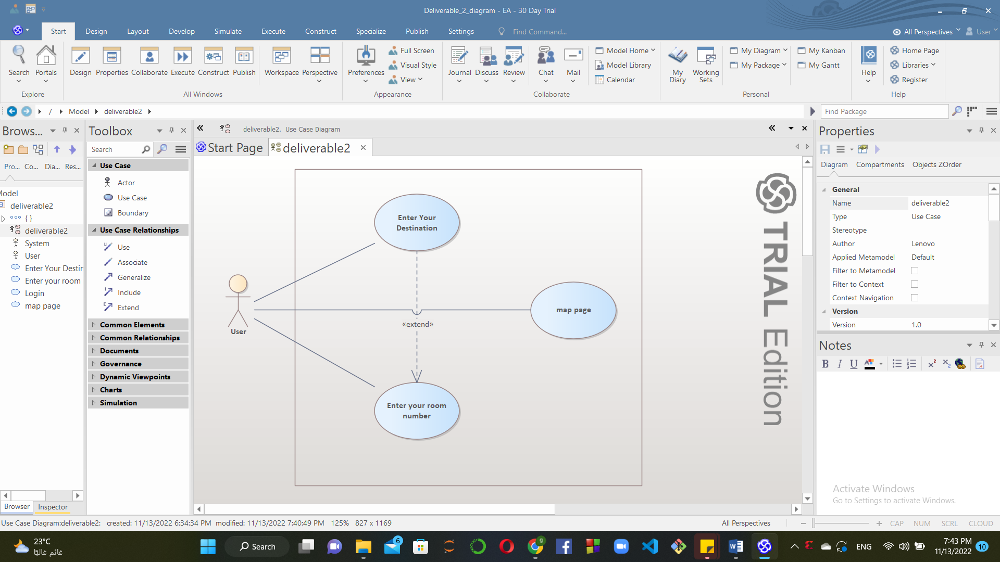 Deliverable_2_diagram - EA - 30 Day Trial
Start Design Layout Develop Simulate Execute Construct Specialize Publish Settings Find Command... All Perspectives User
Search Portals Design Properties Collaborate Execute Construct Publish Workspace Perspective Preferences Full Screen Visual Style View Journal Discuss Review Chat Mail Model Home Model Library Calendar My Diary Working Sets My Diagram My Package My Kanban My Gantt Help Home Page Libraries Register
Explore All Windows Appearance Collaborate Personal Help
/ Model deliverable2 Find Package
Brows...
Pro... Co... Dia... Res...
Model
deliverable2
{ }
deliverable2
System
User
Enter Your Destin
Enter your room
Login
map page
Browser Inspector
Toolbox
Search
Use Case
Actor
Use Case
Boundary
Use Case Relationships
Use
Associate
Generalize
Include
Extend
Common Elements
Common Relationships
Documents
Governance
Dynamic Viewpoints
Charts
Simulation
deliverable2. Use Case Diagram
Start Page deliverable2
Enter Your
Destination
map page
«extend»
User
Enter your room
number
TRIAL Edition
Properties
Diagram Compartments Objects ZOrder
General
Name deliverable2
Type Use Case
Stereotype
Author Lenovo
Applied Metamodel Default
Filter to Metamodel
Filter to Context
Context Navigation
Version
Version 1.0
Notes
B I U
Activate Windows
Go to Settings to activate Windows.
Use Case Diagram:deliverable2: created: 11/13/2022 6:34:34 PM modified: 11/13/2022 7:40:49 PM 125% 827 x 1169 All Perspectives CAP NUM SCRL CLOUD
23°C
غائم غالبًا
Search
6
g
ENG
7:43 PM
11/13/2022
10